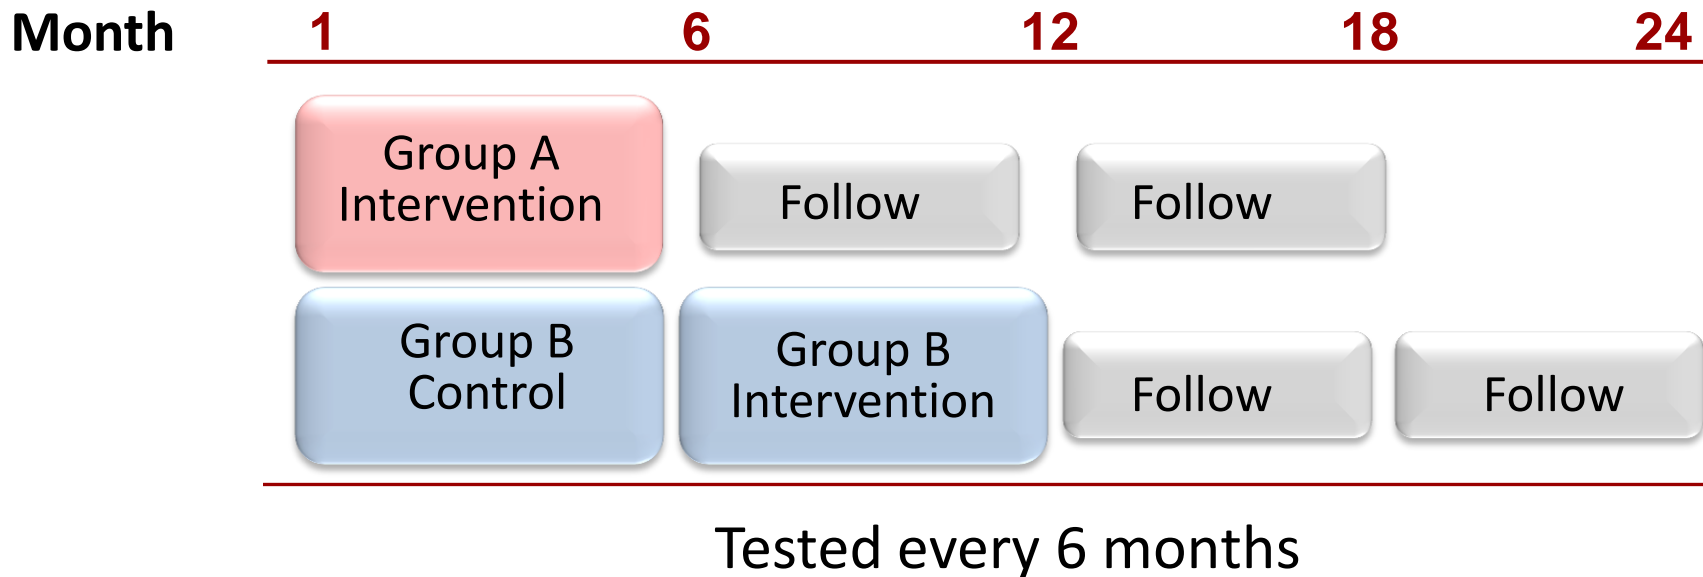 Month 1 6 12 18 24
Group A
Intervention
Follow
Follow
Group B
Control
Group B
Intervention
Follow
Follow
Tested every 6 months